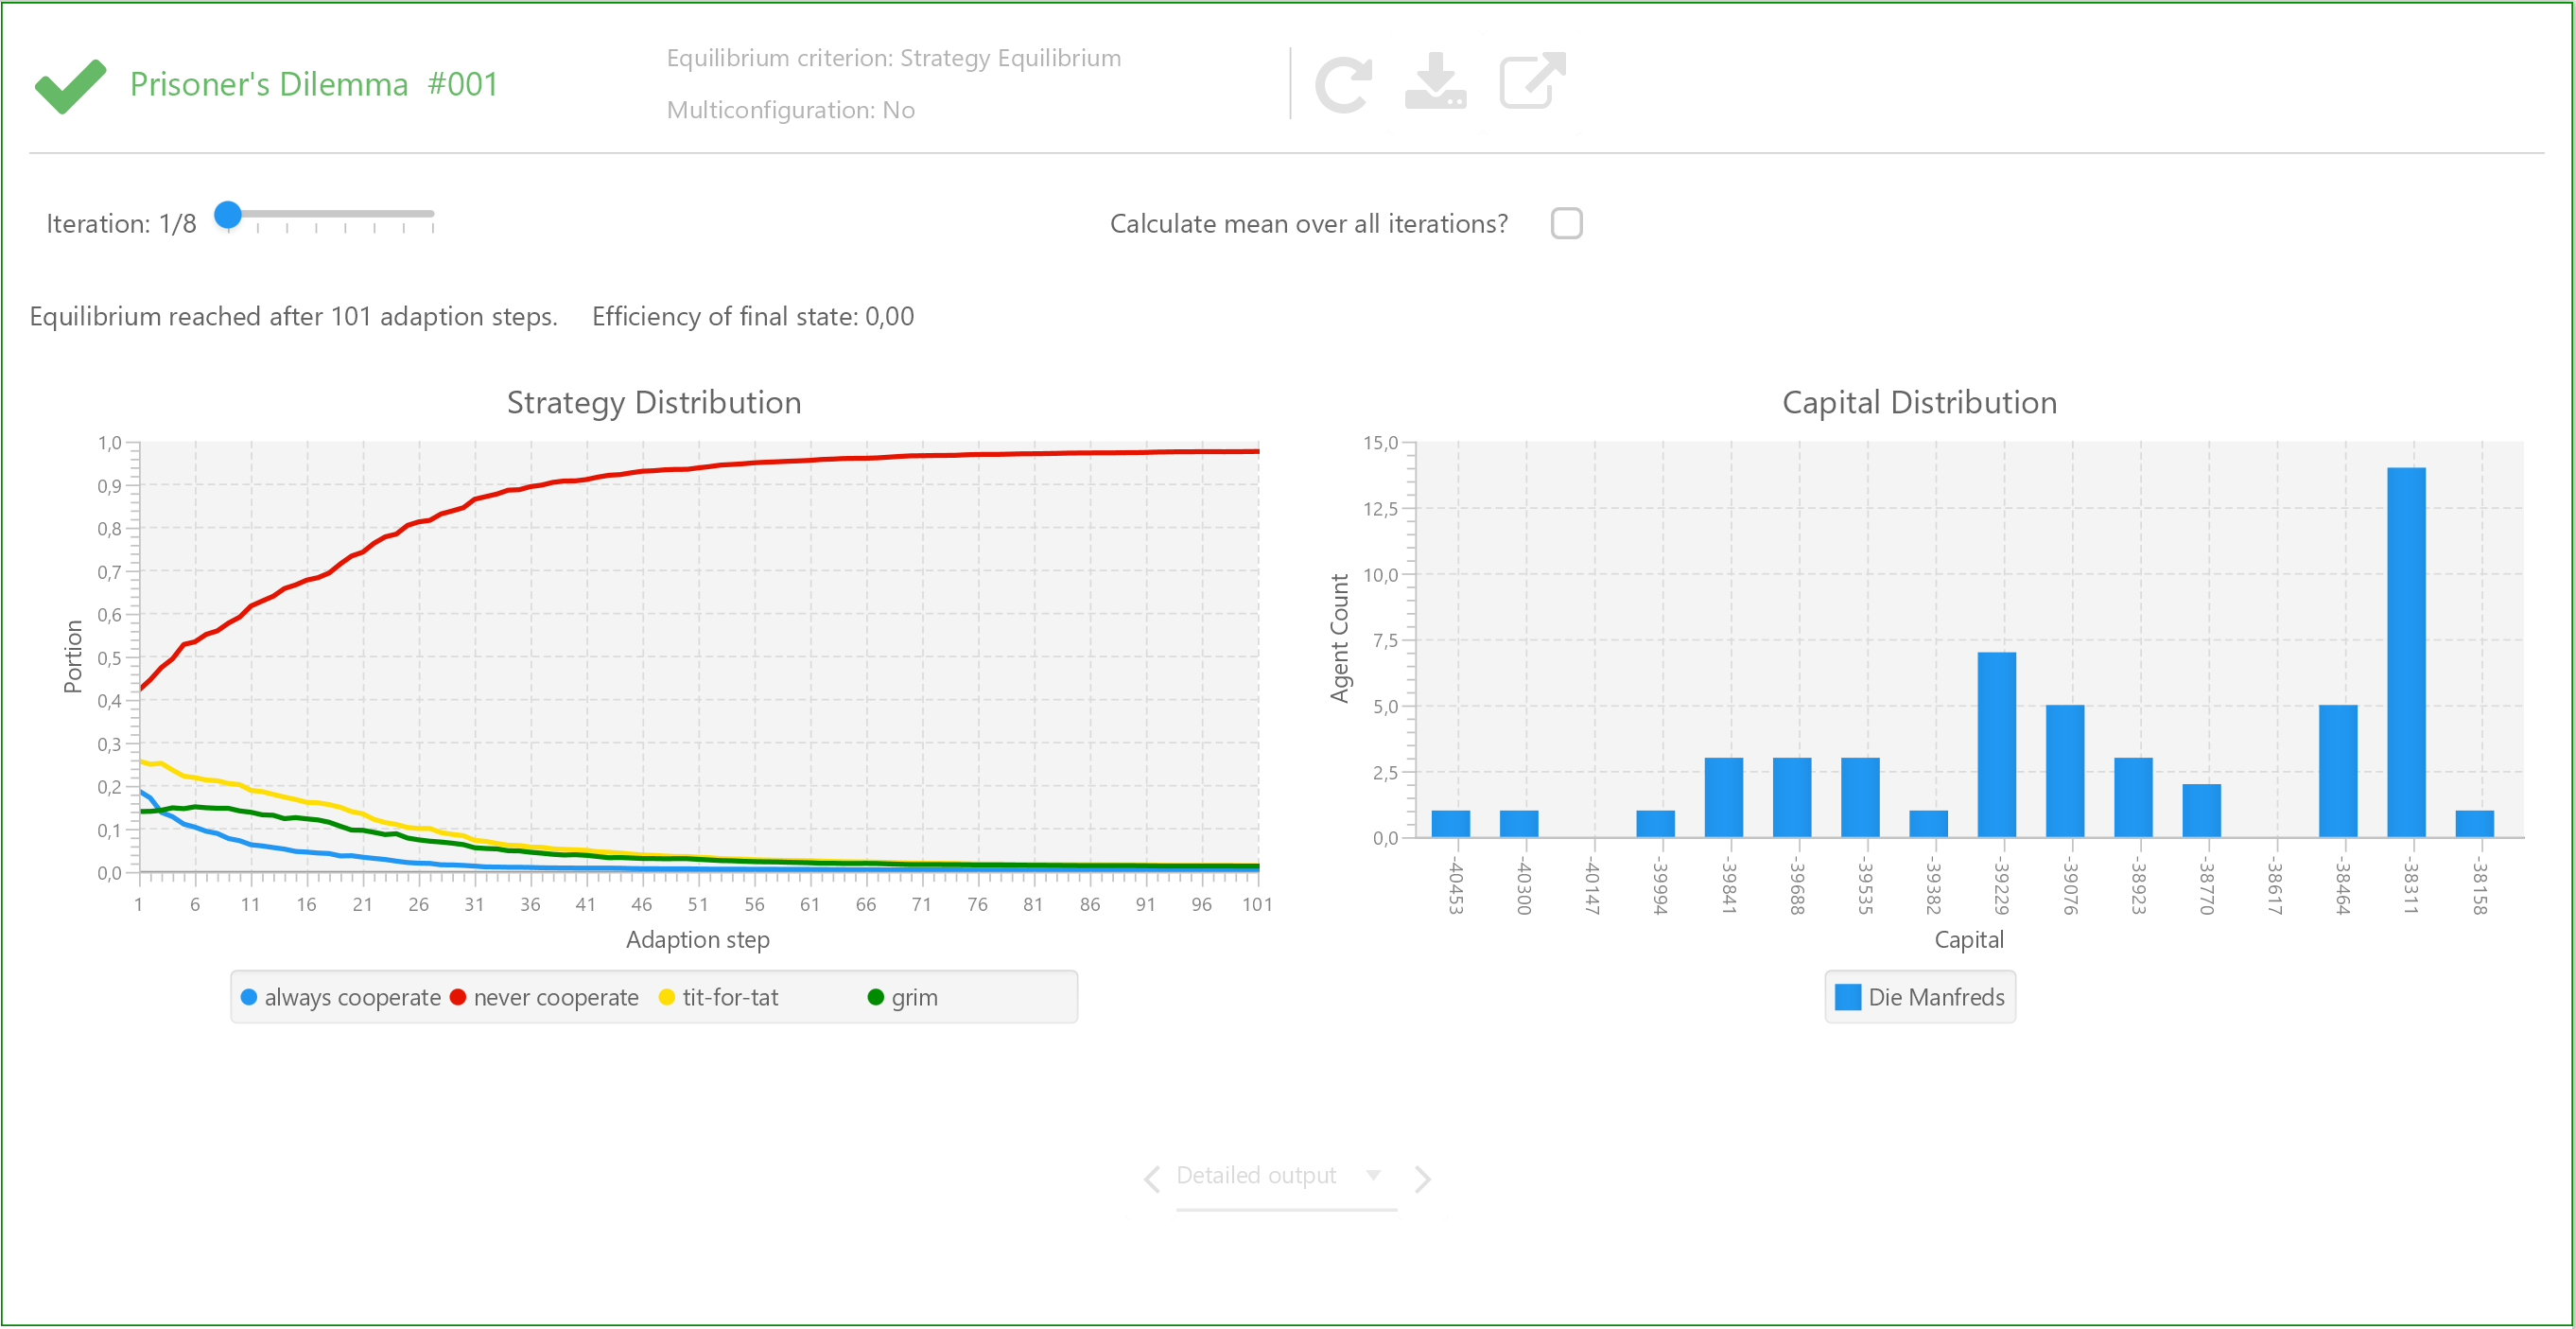 Prisoner's Dilemma #001
Equilibrium criterion: Strategy Equilibrium
Multiconfiguration: No
Iteration: 1/8
Calculate mean over all iterations?
Equilibrium reached after 101 adaption steps. Efficiency of final state: 0,00
Strategy Distribution
1,0
0,9
0,8
0,7
0,6
0,5
0,4
0,3
0,2
0,1
0,0
Portion
1 6 11 16 21 26 31 36 41 46 51 56 61 66 71 76 81 86 91 96 101
Adaption step
always cooperate never cooperate tit-for-tat grim
Capital Distribution
15,0
12,5
10,0
7,5
5,0
2,5
0,0
Agent Count
-40453 -40300 -40147 -39994 -39841 -39688 -39535 -39382 -39229 -39076 -38923 -38770 -38617 -38464 -38311 -38158
Capital
Die Manfreds
Detailed output